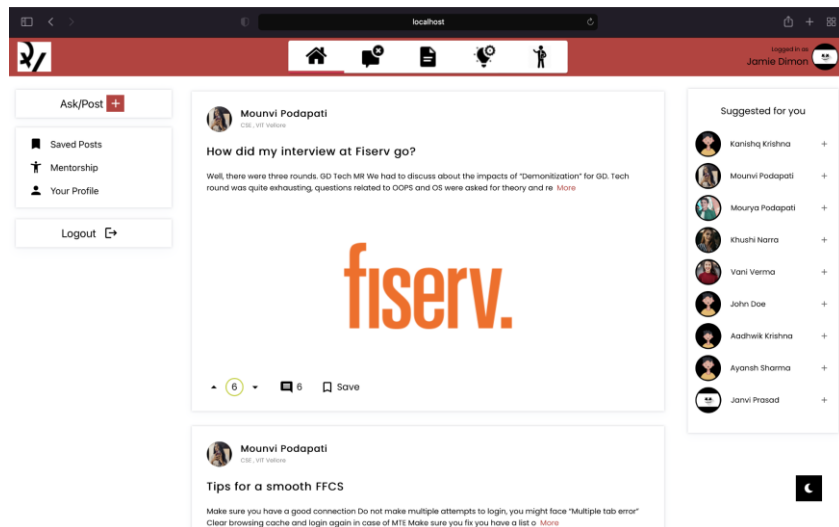 localhost
Logged in as
Jamie Dimon
Ask/Post +
Saved Posts
Mentorship
Your Profile
Logout
Mounvi Podapati
CSE , VIT Vellore
How did my interview at Fiserv go?
Well, there were three rounds. GD Tech MR We had to discuss about the impacts of "Demonitization" for GD. Tech
round was quite exhausting, questions related to OOPS and OS were asked for theory and re More
fiserv.
6
6
Save
Mounvi Podapati
CSE , VIT Vellore
Tips for a smooth FFCS
Make sure you have a good connection Do not make multiple attempts to login, you might face "Multiple tab error"
Clear browsing cache and login again in case of MTE Make sure you fix you have a list o More
Suggested for you
Kanishq Krishna +
Mounvi Podapati +
Mourya Podapati +
Khushi Narra +
Vani Verma +
John Doe +
Aadhwik Krishna +
Ayansh Sharma +
Janvi Prasad +